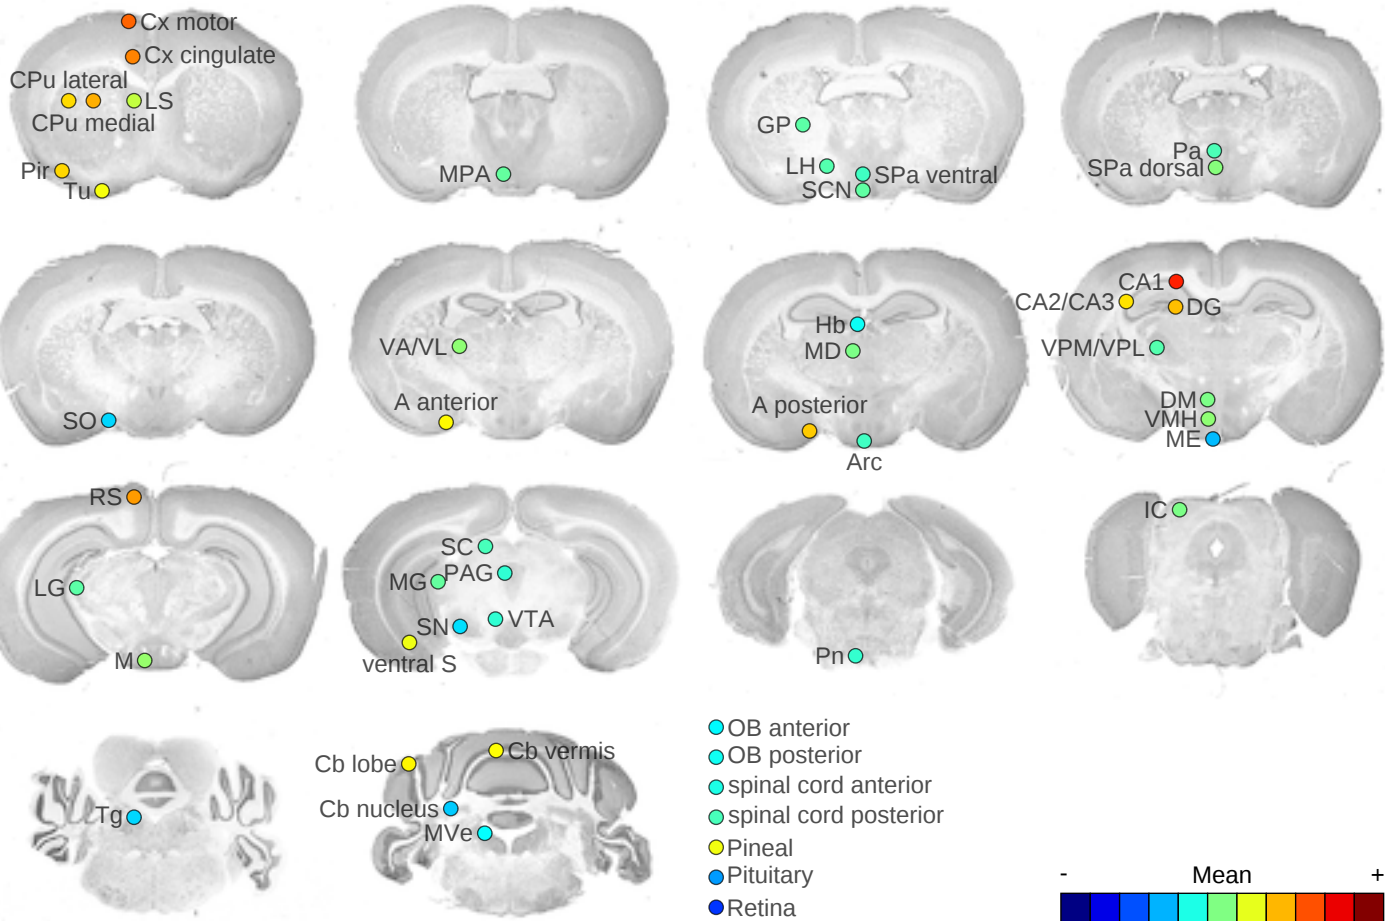 Cx motor
Cx cingulate
CPu lateral
LS
CPu medial
Pir
Tu
MPA
GP
LH
SPa ventral
SCN
Pa
SPa dorsal
SO
VA/VL
A anterior
Hb
MD
A posterior
Arc
CA1
CA2/CA3
DG
VPM/VPL
DM
VMH
ME
RS
LG
M
SC
MG
PAG
SN
VTA
ventral S
Pn
IC
Tg
Cb lobe
Cb vermis
Cb nucleus
MVe
OB anterior
OB posterior
spinal cord anterior
spinal cord posterior
Pineal
Pituitary
Retina
- Mean +